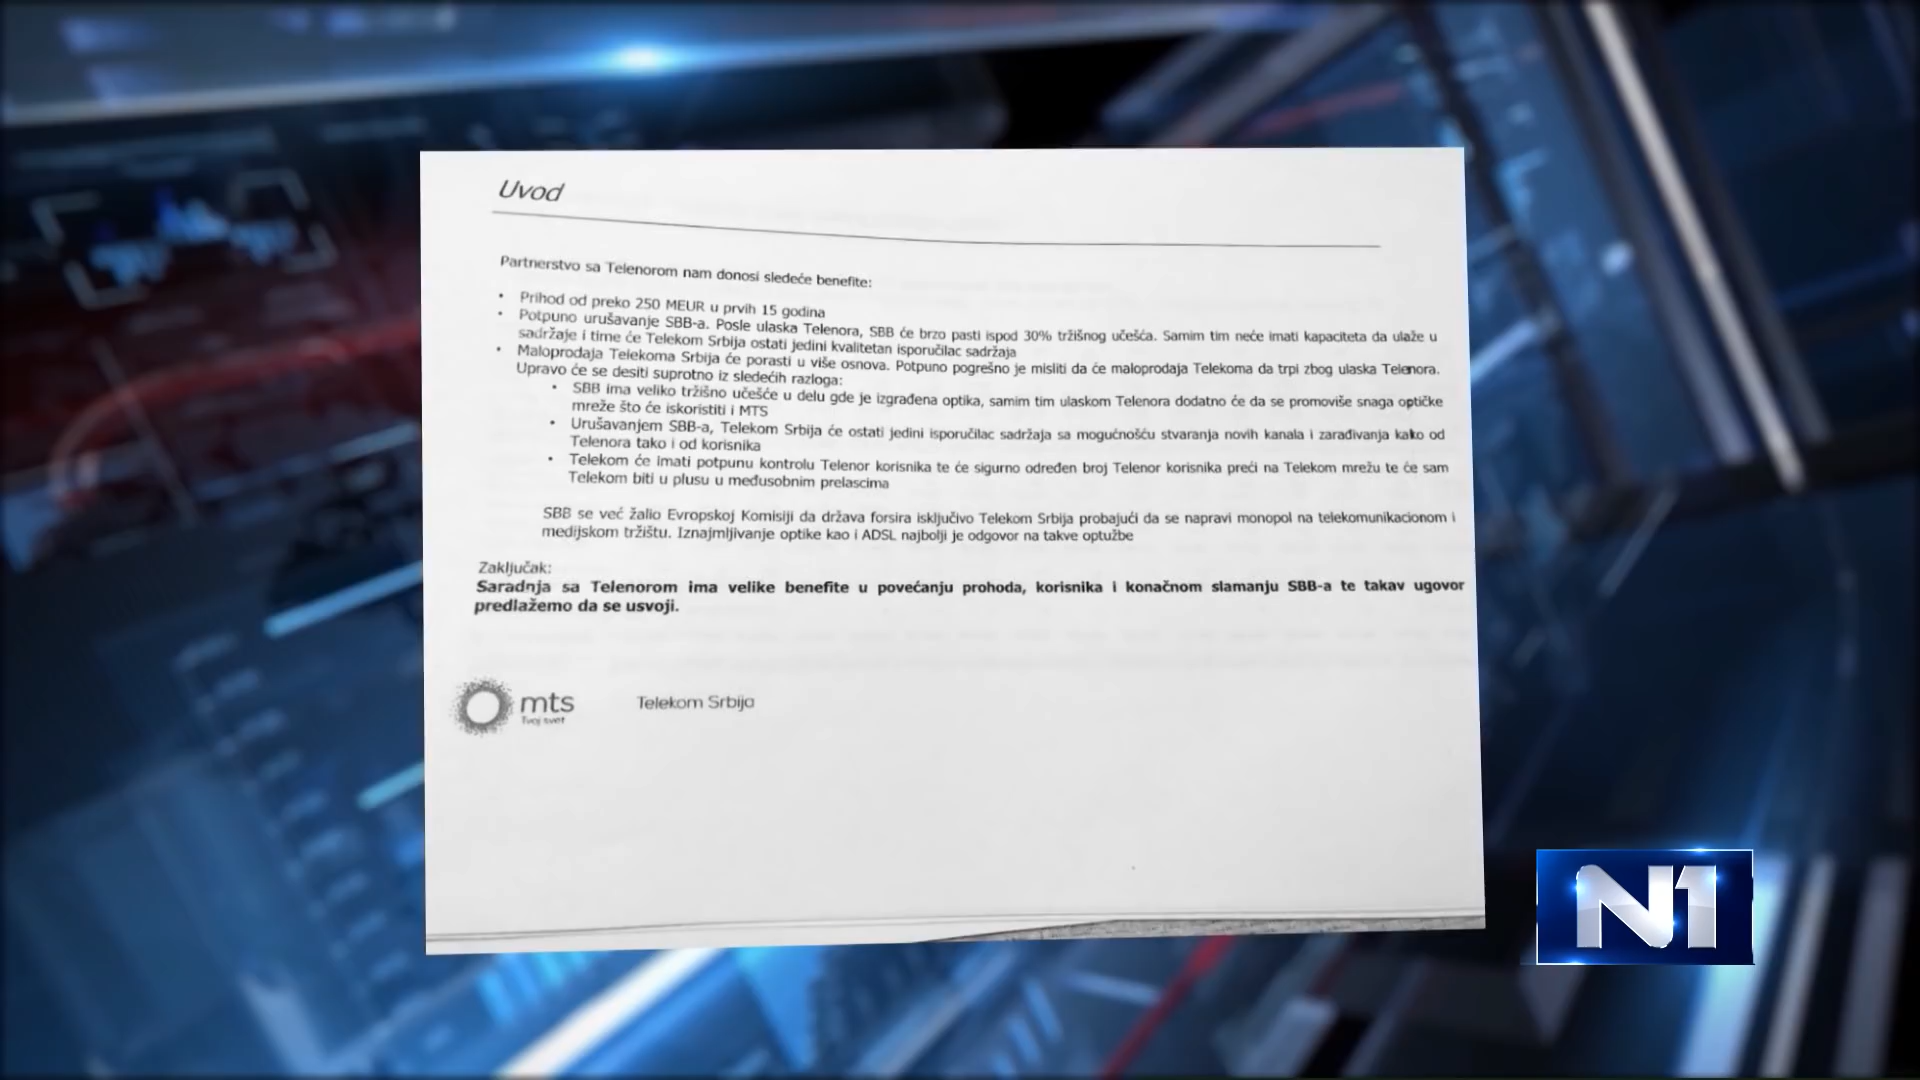 Uvod
Partnerstvo sa Telenorom nam donosi sledeće benefite:
• Prihod od preko 250 MEUR u prvih 15 godina
• Potpuno urušavanje SBB-a. Posle ulaska Telenora, SBB će brzo pasti ispod 30% tržišnog učešća. Samim tim neće imati kapaciteta da ulaže u
sadržaje i time će Telekom Srbija ostati jedini kvalitetan isporučilac sadržaja
• Maloprodaja Telekoma Srbija će porasti u više osnova. Potpuno pogrešno je misliti da će maloprodaja Telekoma da trpi zbog ulaska Telenora.
Upravo će se desiti suprotno iz sledećih razloga:
• SBB ima veliko tržišno učešće u delu gde je izgrađena optika, samim tim ulaskom Telenora dodatno će da se promoviše snaga optičke
mreže što će iskoristiti i MTS
• Urušavanjem SBB-a, Telekom Srbija će ostati jedini isporučilac sadržaja sa mogućnošću stvaranja novih kanala i zarađivanja kako od
Telenora tako i od korisnika
• Telekom će imati potpunu kontrolu Telenor korisnika te će sigurno određen broj Telenor korisnika preći na Telekom mrežu te će sam
Telekom biti u plusu u međusobnim prelascima
SBB se već žalio Evropskoj Komisiji da država forsira isključivo Telekom Srbija probajući da se napravi monopol na telekomunikacionom i
medijskom tržištu. Iznajmljivanje optike kao i ADSL najbolji je odgovor na takve optužbe
Zaključak:
Saradnja sa Telenorom ima velike benefite u povećanju prohoda, korisnika i konačnom slamanju SBB-a te takav ugovor
predlažemo da se usvoji.
mts
Tvoj svet
Telekom Srbija
N1